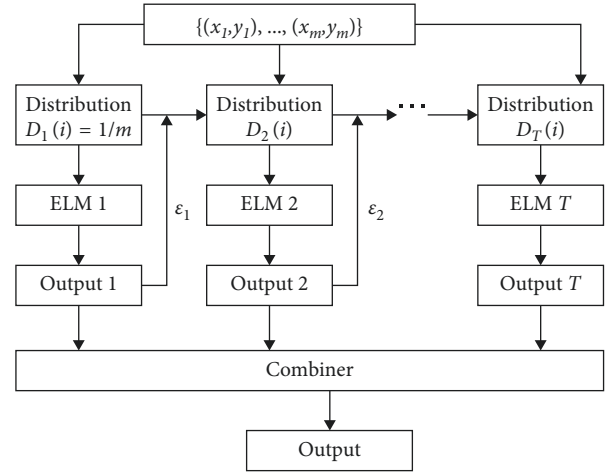 {(x₁,y₁), ..., (xₘ,yₘ)}
Distribution
D₁(i) = 1/m
Distribution
D₂(i)
...
Distribution
D_T(i)
ELM 1
ε₁
ELM 2
ε₂
ELM T
Output 1
Output 2
Output T
Combiner
Output